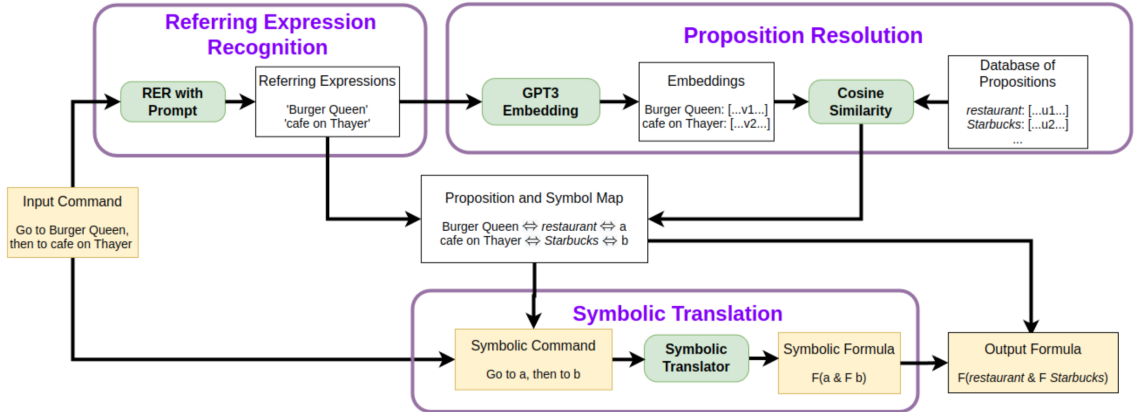 Referring Expression
Recognition
Proposition Resolution
RER with
Prompt
Referring Expressions
'Burger Queen'
'cafe on Thayer'
GPT3
Embedding
Embeddings
Burger Queen: [...v1...]
cafe on Thayer: [...v2...]
Cosine
Similarity
Database of
Propositions
restaurant: [...u1...]
Starbucks: [...u2...]
...
Input Command
Go to Burger Queen,
then to cafe on Thayer
Proposition and Symbol Map
Burger Queen ⇔ restaurant ⇔ a
cafe on Thayer ⇔ Starbucks ⇔ b
Symbolic Translation
Symbolic Command
Go to a, then to b
Symbolic
Translator
Symbolic Formula
F(a & F b)
Output Formula
F(restaurant & F Starbucks)